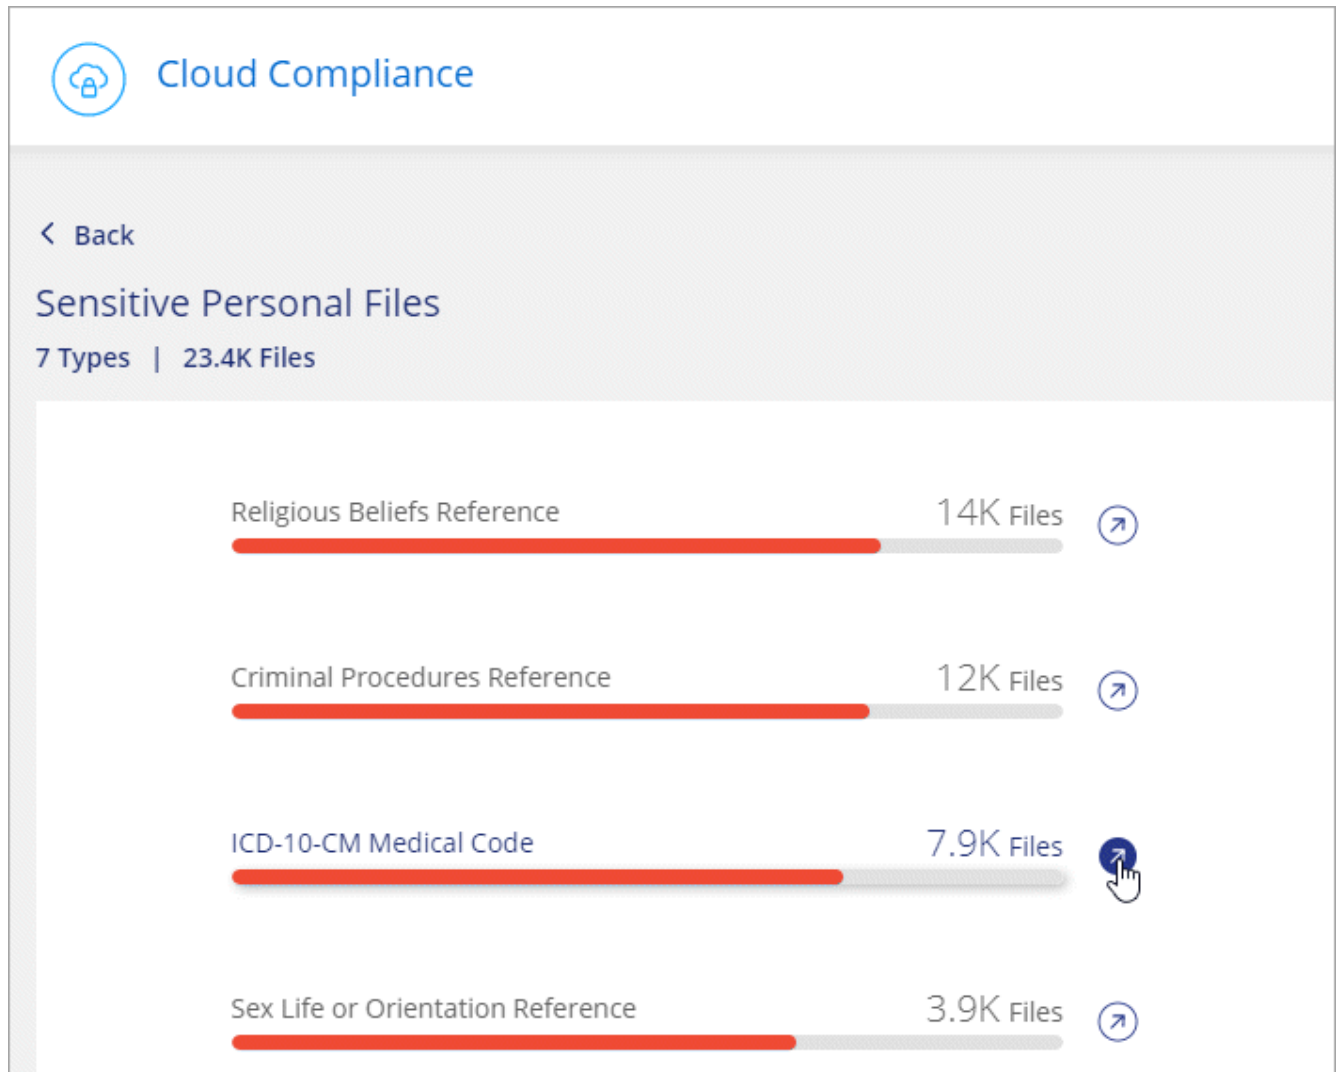 Cloud Compliance
Back
Sensitive Personal Files
7 Types | 23.4K Files
Religious Beliefs Reference 14K Files
Criminal Procedures Reference 12K Files
ICD-10-CM Medical Code 7.9K Files
Sex Life or Orientation Reference 3.9K Files